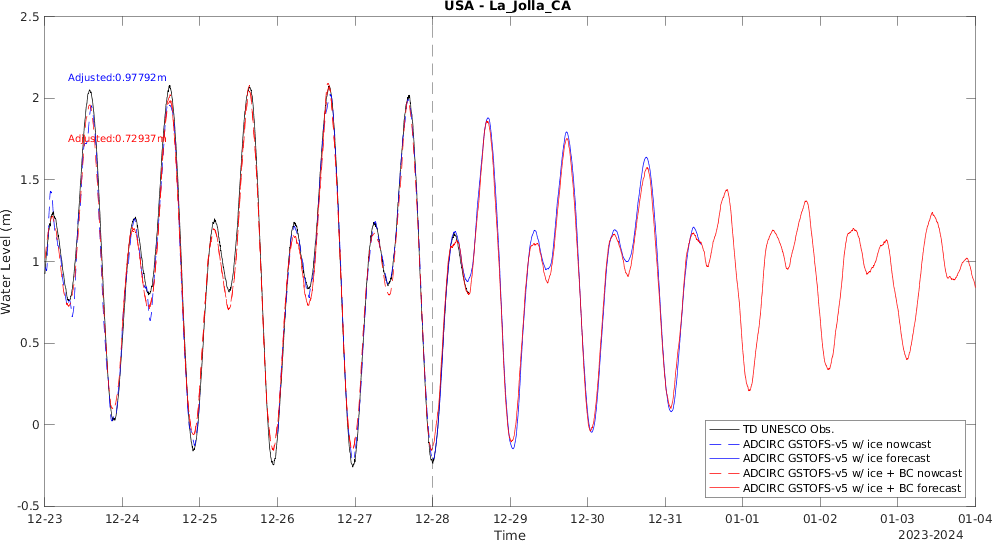 USA - La_Jolla_CA
2.5
2
1.5
1
0.5
0
-0.5
Water Level (m)
Adjusted:0.97792m
Adjusted:0.72937m
TD UNESCO Obs.
ADCIRC GSTOFS-v5 w/ ice nowcast
ADCIRC GSTOFS-v5 w/ ice forecast
ADCIRC GSTOFS-v5 w/ ice + BC nowcast
ADCIRC GSTOFS-v5 w/ ice + BC forecast
12-23 12-24 12-25 12-26 12-27 12-28 12-29 12-30 12-31 01-01 01-02 01-03 01-04
Time
2023-2024